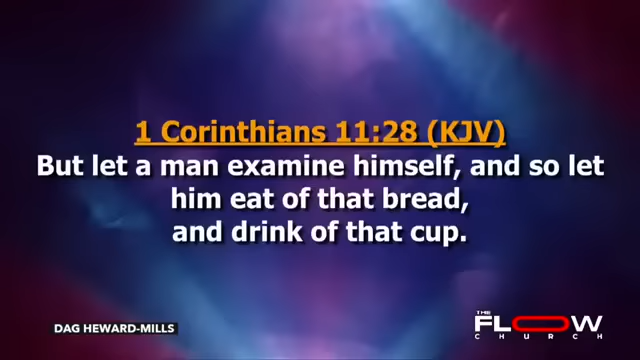 1 Corinthians 11:28 (KJV)
But let a man examine himself, and so let
him eat of that bread,
and drink of that cup.
DAG HEWARD-MILLS
THE
FLOW
CHURCH